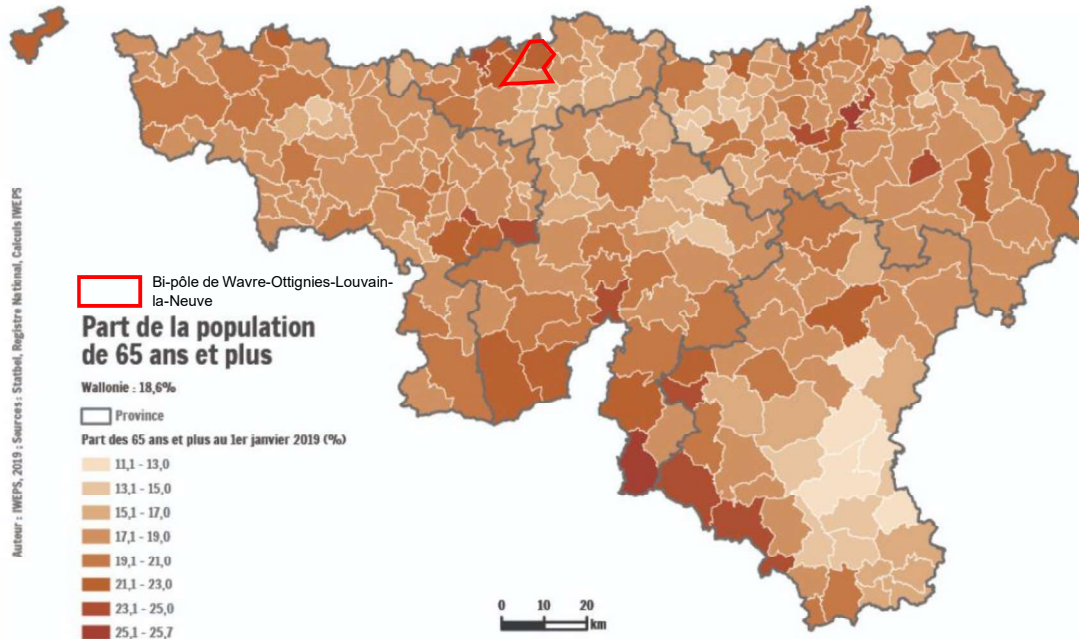 Bi-pôle de Wavre-Ottignies-Louvain-
la-Neuve
Part de la population
de 65 ans et plus
Wallonie : 18,6%
Province
Part des 65 ans et plus au 1er janvier 2019 (%)
11,1 - 13,0
13,1 - 15,0
15,1 - 17,0
17,1 - 19,0
19,1 - 21,0
21,1 - 23,0
23,1 - 25,0
25,1 - 25,7
0 10 20
km
Auteur : IWEPS, 2019 ; Sources : Statbel, Registre National, Calculs IWEPS